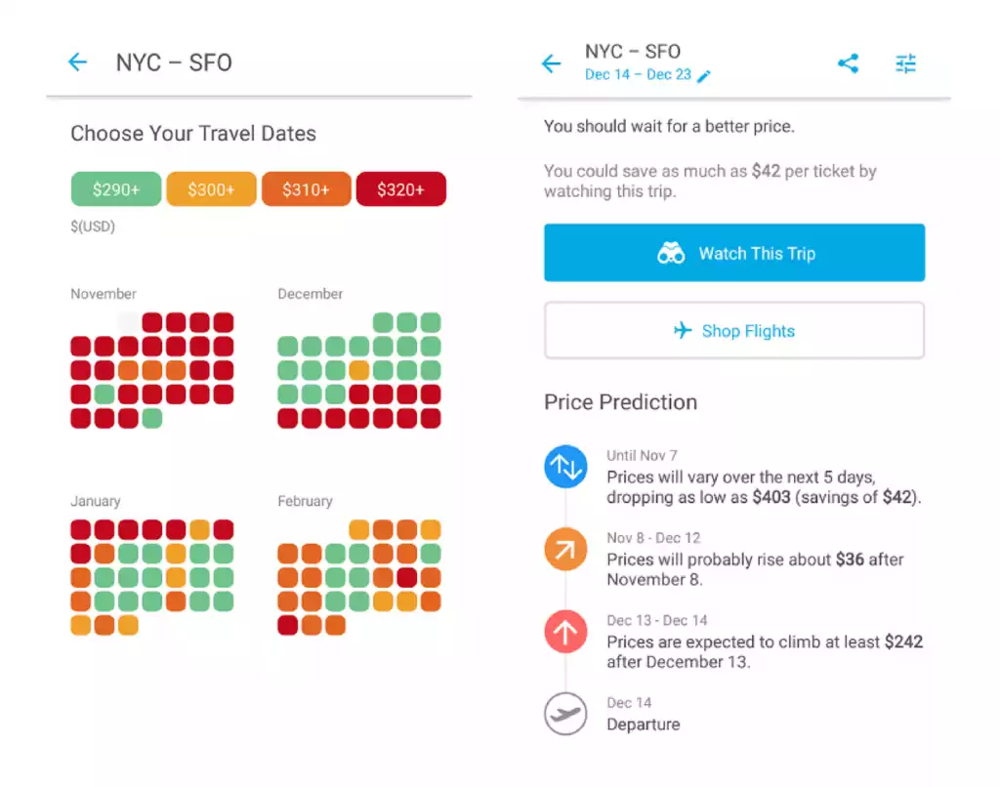 NYC – SFO
Choose Your Travel Dates
$290+
$300+
$310+
$320+
$(USD)
November
December
January
February
NYC – SFO
Dec 14 – Dec 23
You should wait for a better price.
You could save as much as $42 per ticket by
watching this trip.
Watch This Trip
Shop Flights
Price Prediction
Until Nov 7
Prices will vary over the next 5 days,
dropping as low as $403 (savings of $42).
Nov 8 - Dec 12
Prices will probably rise about $36 after
November 8.
Dec 13 - Dec 14
Prices are expected to climb at least $242
after December 13.
Dec 14
Departure